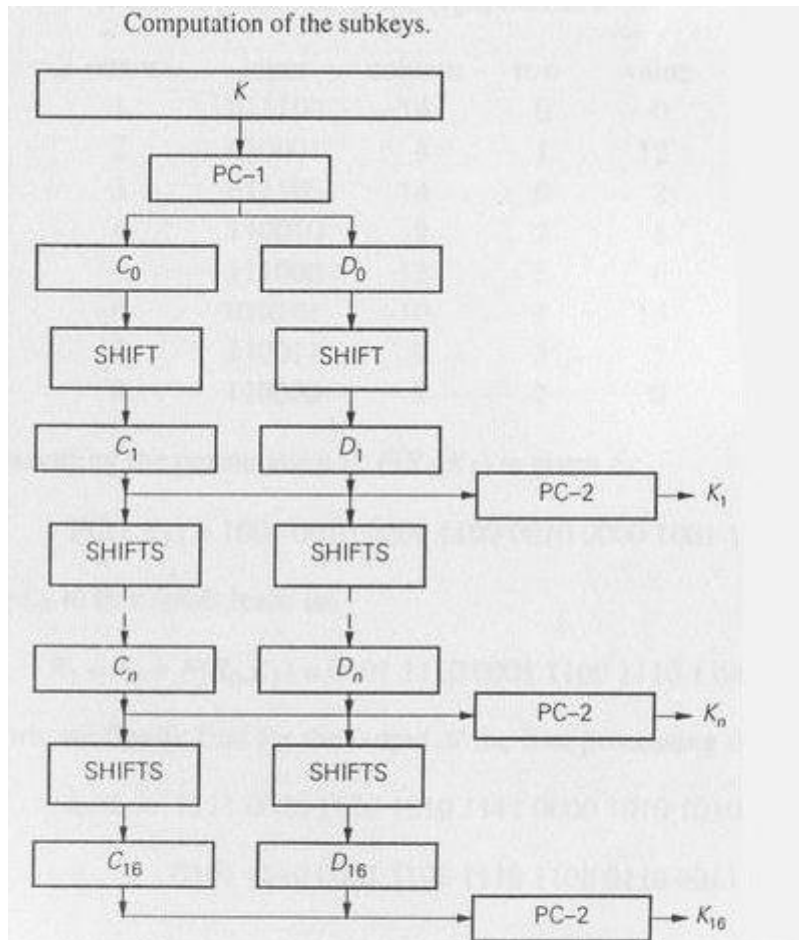 Computation of the subkeys.
K
PC–1
C0 D0
SHIFT SHIFT
C1 D1
PC–2 K1
SHIFTS SHIFTS
Cn Dn
PC–2 Kn
SHIFTS SHIFTS
C16 D16
PC–2 K16